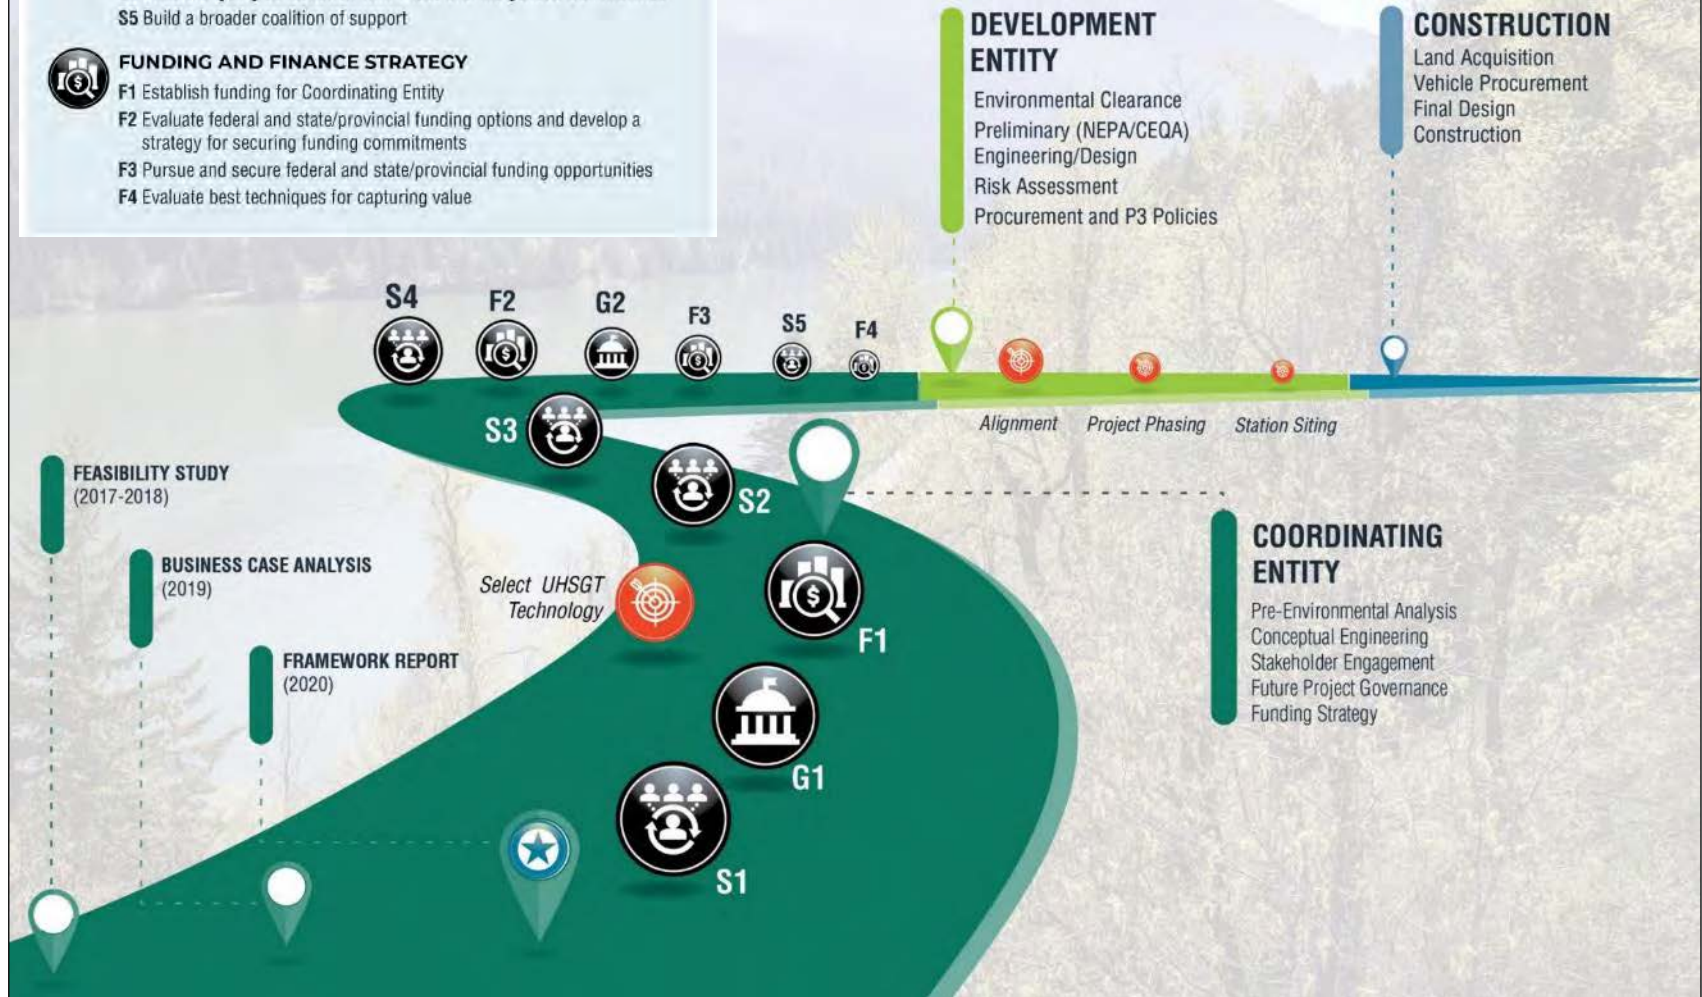 S5 Build a broader coalition of support
FUNDING AND FINANCE STRATEGY
F1 Establish funding for Coordinating Entity
F2 Evaluate federal and state/provincial funding options and develop a
strategy for securing funding commitments
F3 Pursue and secure federal and state/provincial funding opportunities
F4 Evaluate best techniques for capturing value
DEVELOPMENT
ENTITY
Environmental Clearance
Preliminary (NEPA/CEQA)
Engineering/Design
Risk Assessment
Procurement and P3 Policies
CONSTRUCTION
Land Acquisition
Vehicle Procurement
Final Design
Construction
S4
F2
G2
F3
S5
F4
S3
Alignment
Project Phasing
Station Siting
S2
FEASIBILITY STUDY
(2017-2018)
BUSINESS CASE ANALYSIS
(2019)
Select UHSGT
Technology
F1
COORDINATING
ENTITY
Pre-Environmental Analysis
Conceptual Engineering
Stakeholder Engagement
Future Project Governance
Funding Strategy
FRAMEWORK REPORT
(2020)
G1
S1